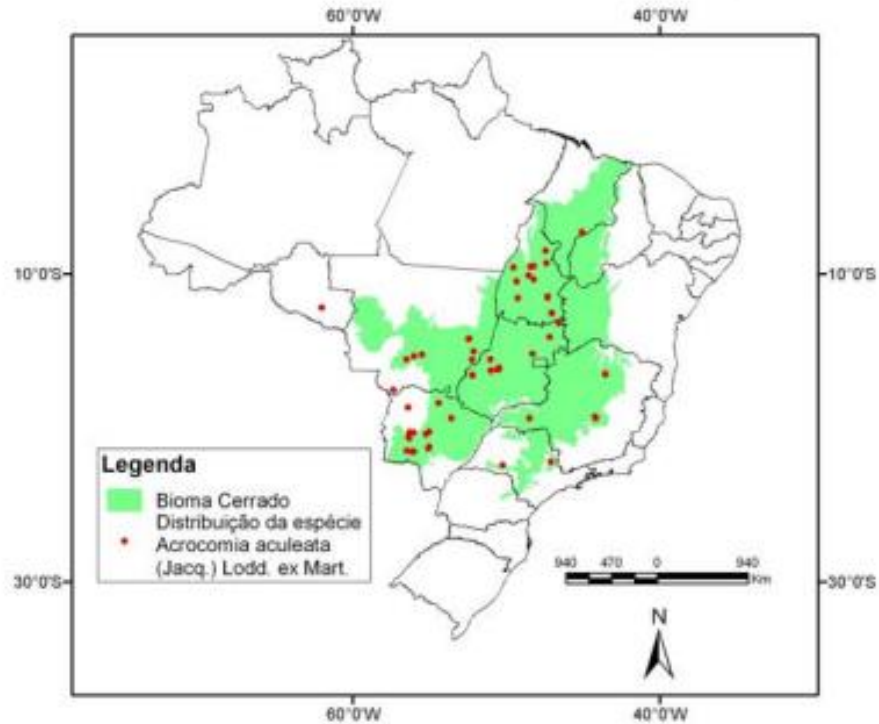 60°0'W 40°0'W
10°0'S 10°0'S
Legenda
Bioma Cerrado
Distribuição da espécie
Acrocomia aculeata
(Jacq.) Lodd. ex Mart.
940 470 0 940
Km
30°0'S 30°0'S
N
60°0'W 40°0'W